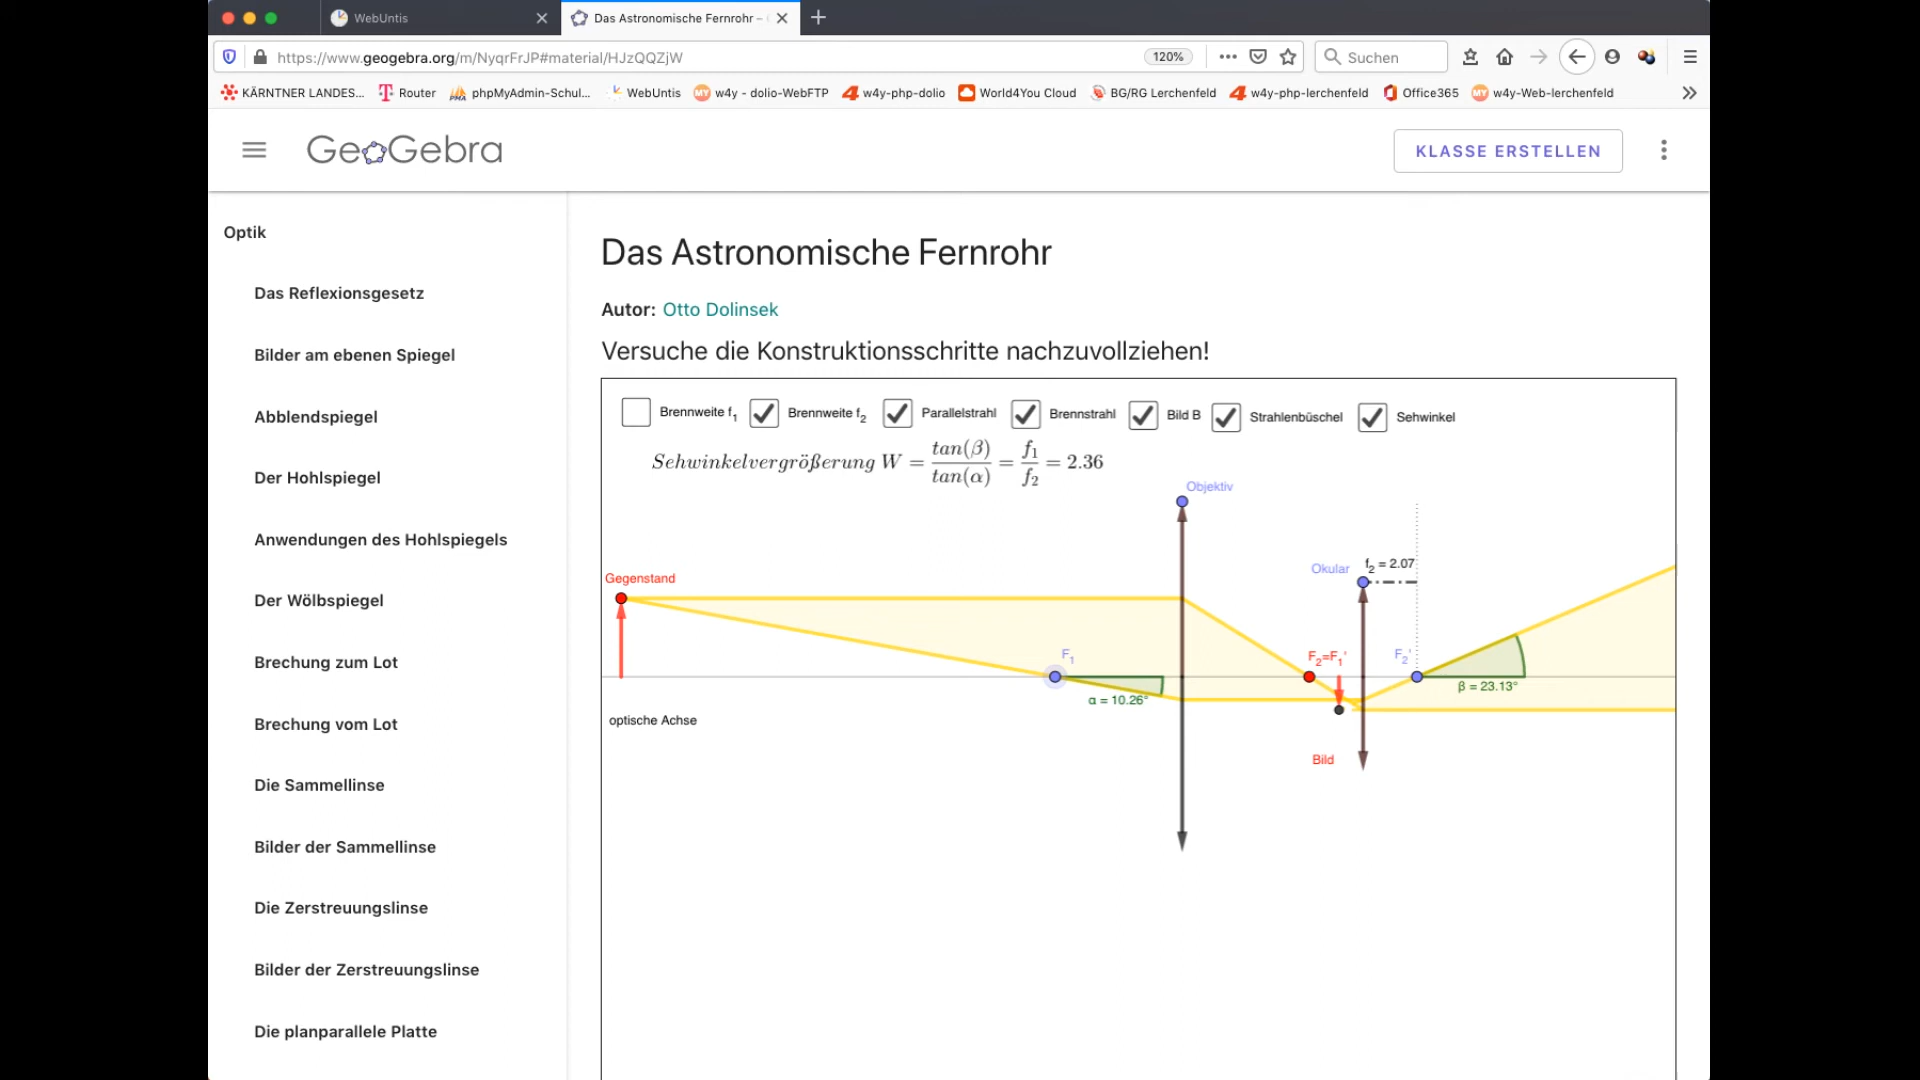 WebUntis
Das Astronomische Fernrohr –
https://www.geogebra.org/m/NyqrFrJP#material/HJzQQZjW
120%
Suchen
KÄRNTNER LANDES...
Router
phpMyAdmin-Schul...
WebUntis
w4y - dolio-WebFTP
w4y-php-dolio
World4You Cloud
BG/RG Lerchenfeld
w4y-php-lerchenfeld
Office365
w4y-Web-lerchenfeld
GeoGebra
KLASSE ERSTELLEN
Optik
Das Reflexionsgesetz
Bilder am ebenen Spiegel
Abblendspiegel
Der Hohlspiegel
Anwendungen des Hohlspiegels
Der Wölbspiegel
Brechung zum Lot
Brechung vom Lot
Die Sammellinse
Bilder der Sammellinse
Die Zerstreuungslinse
Bilder der Zerstreuungslinse
Die planparallele Platte
Das Astronomische Fernrohr
Autor: Otto Dolinsek
Versuche die Konstruktionsschritte nachzuvollziehen!
Brennweite f1
Brennweite f2
Parallelstrahl
Brennstrahl
Bild B
Strahlenbüschel
Sehwinkel
Sehwinkelvergrößerung W = tan(β)/tan(α) = f1/f2 = 2.36
Objektiv
Okular
f2 = 2.07
Gegenstand
F1
F2=F1'
F2'
α = 10.26°
β = 23.13°
optische Achse
Bild